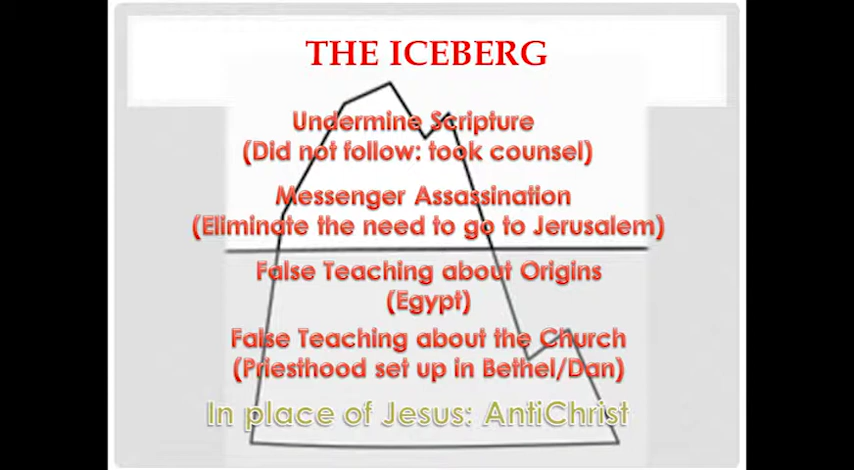 THE ICEBERG
Undermine Scripture
(Did not follow: took counsel)
Messenger Assassination
(Eliminate the need to go to Jerusalem)
False Teaching about Origins
(Egypt)
False Teaching about the Church
(Priesthood set up in Bethel/Dan)
In place of Jesus: AntiChrist